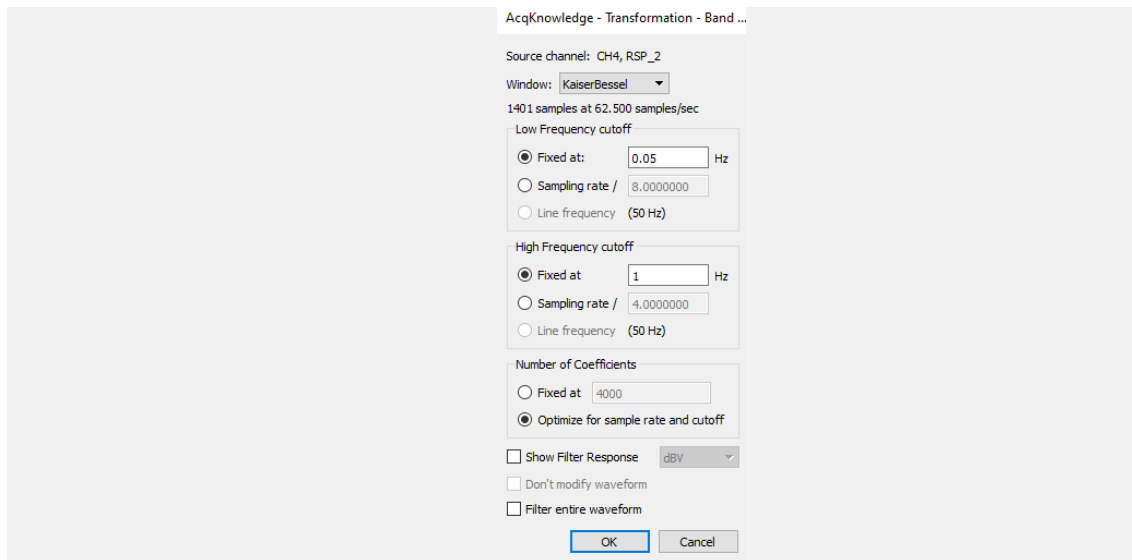 AcqKnowledge - Transformation - Band ...
Source channel: CH4, RSP_2
Window: KaiserBessel
1401 samples at 62.500 samples/sec
Low Frequency cutoff
Fixed at: 0.05 Hz
Sampling rate / 8.0000000
Line frequency (50 Hz)
High Frequency cutoff
Fixed at 1 Hz
Sampling rate / 4.0000000
Line frequency (50 Hz)
Number of Coefficients
Fixed at 4000
Optimize for sample rate and cutoff
Show Filter Response dBV
Don't modify waveform
Filter entire waveform
OK Cancel